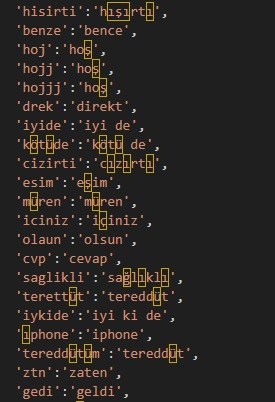 'hisirti':'hışırtı',
'benze':'bence',
'hoj':'hoş',
'hojj':'hoş',
'hojjj':'hoş',
'drek':'direkt',
'iyide':'iyi de',
'kötüde':'kötü de',
'cizirti':'cızırtı',
'esim':'eşim',
'müren':'müren',
'iciniz':'içiniz',
'olaun':'olsun',
'cvp':'cevap',
'saglikli':'sağlıklı',
'terettüt':'tereddüt',
'iykide':'iyi ki de',
'ıphone':'iphone',
'tereddütüm':'tereddüt',
'ztn':'zaten',
'gedi':'geldi',